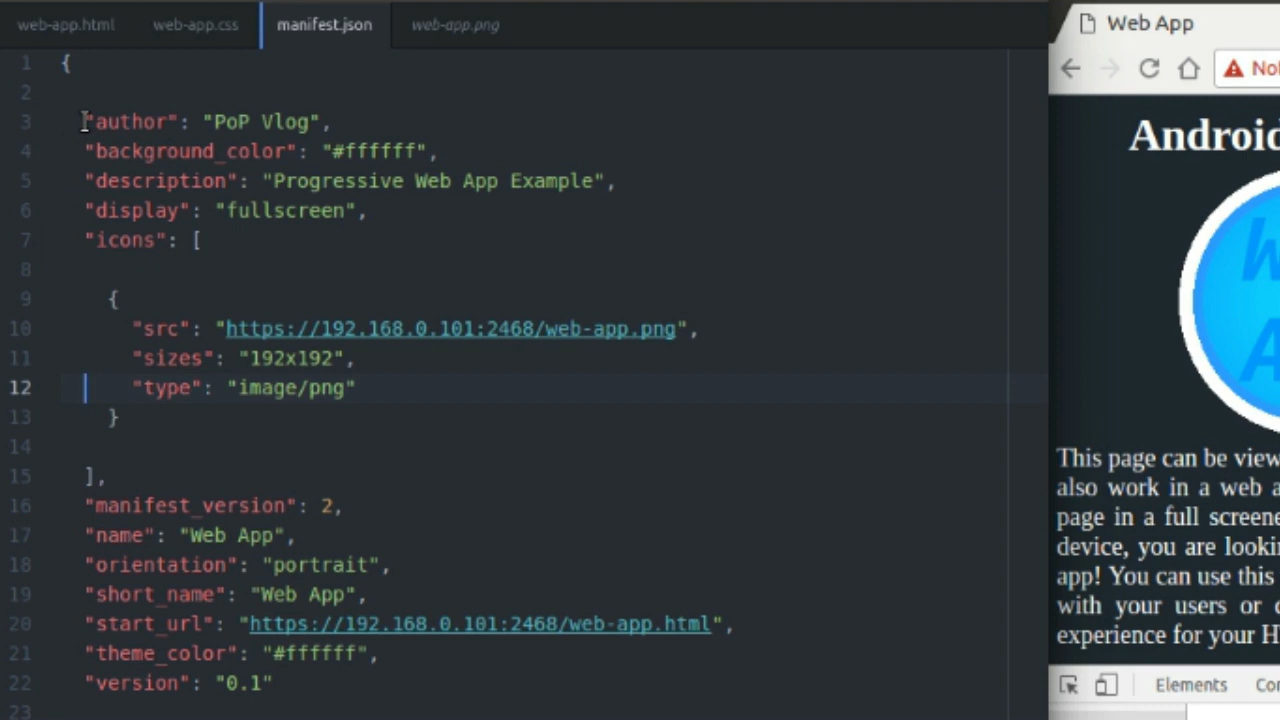 web-app.html web-app.css manifest.json web-app.png
1 {
2
3 "author": "PoP Vlog",
4 "background_color": "#ffffff",
5 "description": "Progressive Web App Example",
6 "display": "fullscreen",
7 "icons": [
8
9 {
10 "src": "https://192.168.0.101:2468/web-app.png",
11 "sizes": "192x192",
12 "type": "image/png"
13 }
14
15 ],
16 "manifest_version": 2,
17 "name": "Web App",
18 "orientation": "portrait",
19 "short_name": "Web App",
20 "start_url": "https://192.168.0.101:2468/web-app.html",
21 "theme_color": "#ffffff",
22 "version": "0.1"
23
Web App
Android
W
A
This page can be view
also work in a web a
page in a full screene
device, you are lookin
app! You can use this
with your users or
experience for your H
Elements